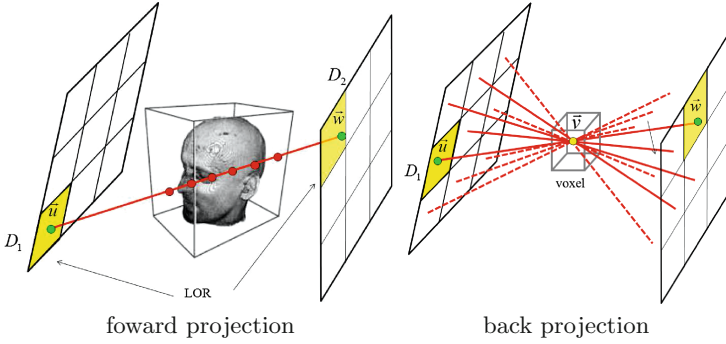 D₂
w⃗
u⃗
D₁
LOR
foward projection
v⃗
w⃗
u⃗
D₁
voxel
back projection